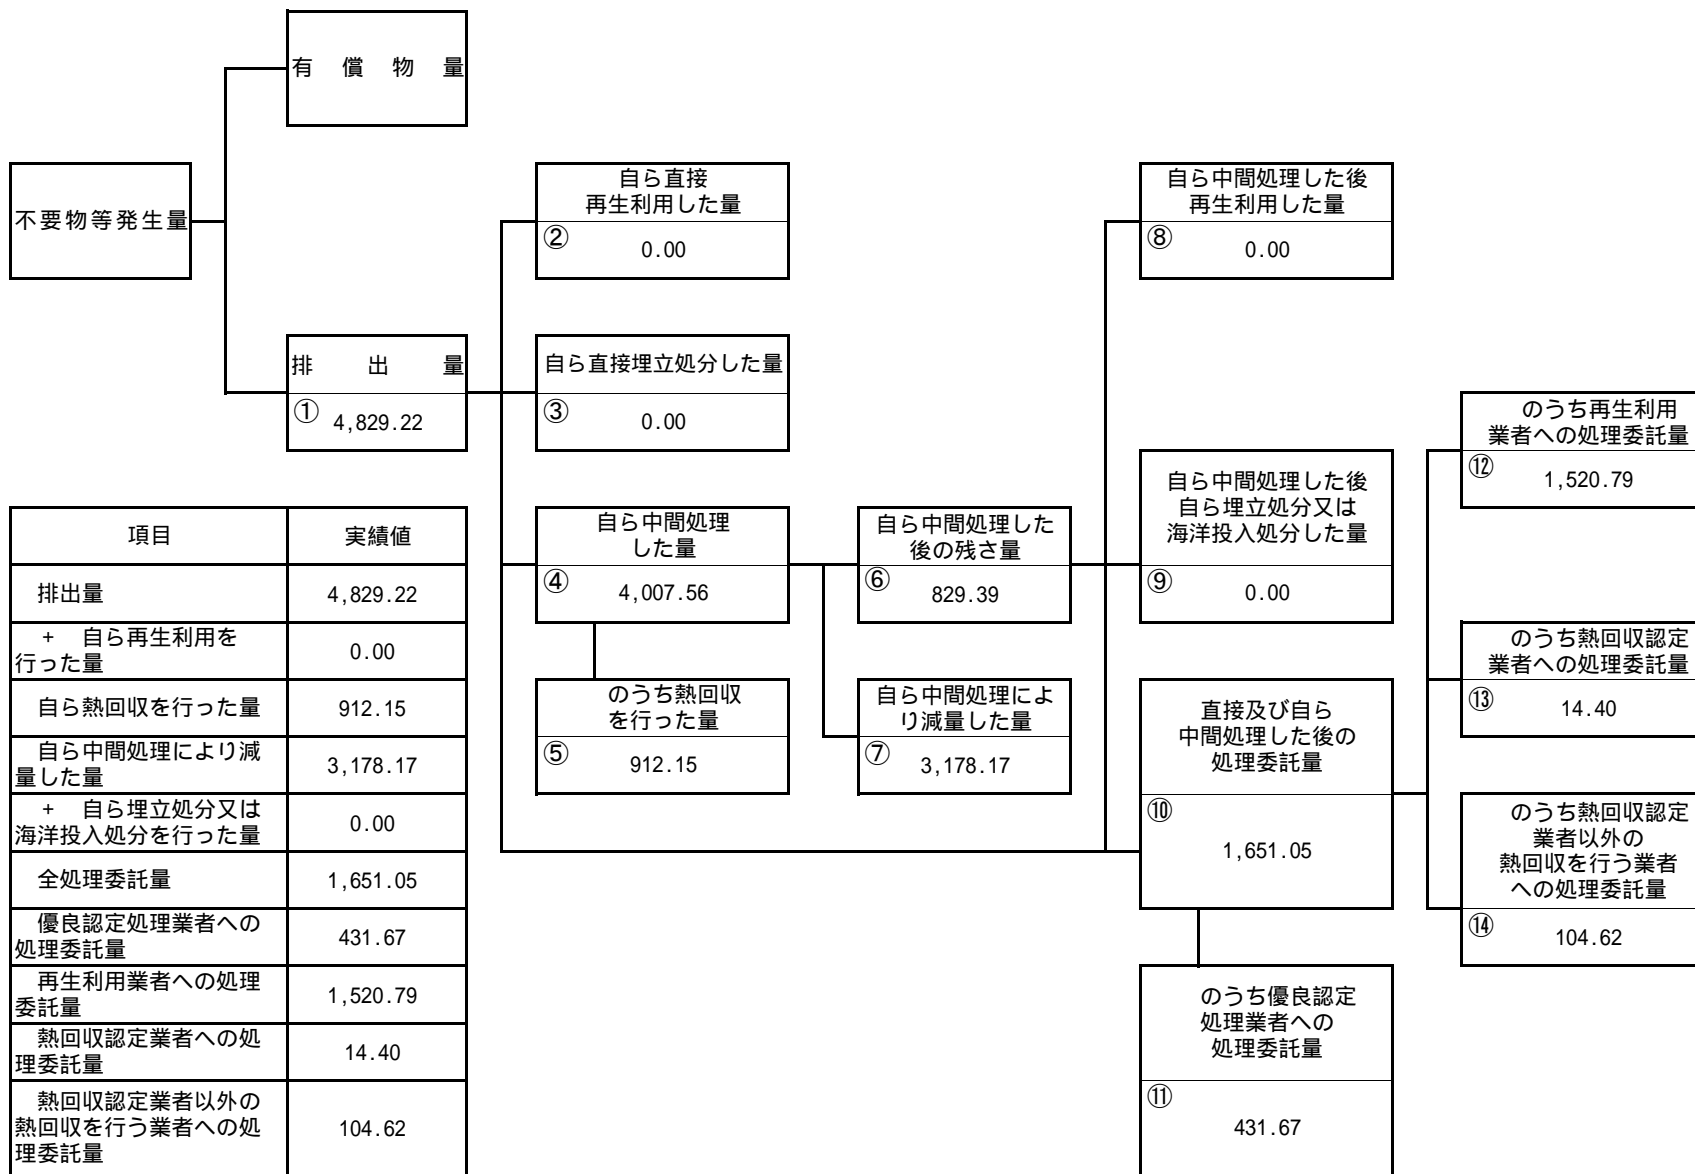 有償物量
不要物等発生量
排出量
① 4,829.22
自ら直接
再生利用した量
② 0.00
自ら直接埋立処分した量
③ 0.00
自ら中間処理
した量
④ 4,007.56
のうち熱回収
を行った量
⑤ 912.15
自ら中間処理した
後の残さ量
⑥ 829.39
自ら中間処理によ
り減量した量
⑦ 3,178.17
自ら中間処理した後
再生利用した量
⑧ 0.00
自ら中間処理した後
自ら埋立処分又は
海洋投入処分した量
⑨ 0.00
直接及び自ら
中間処理した後の
処理委託量
⑩
1,651.05
のうち優良認定
処理業者への
処理委託量
⑪
431.67
のうち再生利用
業者への処理委託量
⑫ 1,520.79
のうち熱回収認定
業者への処理委託量
⑬ 14.40
のうち熱回収認定
業者以外の
熱回収を行う業者
への処理委託量
⑭ 104.62
項目 実績値
排出量 4,829.22
+ 自ら再生利用を
行った量 0.00
自ら熱回収を行った量 912.15
自ら中間処理により減
量した量 3,178.17
+ 自ら埋立処分又は
海洋投入処分を行った量 0.00
全処理委託量 1,651.05
優良認定処理業者への
処理委託量 431.67
再生利用業者への処理
委託量 1,520.79
熱回収認定業者への処
理委託量 14.40
熱回収認定業者以外の
熱回収を行う業者への処
理委託量 104.62